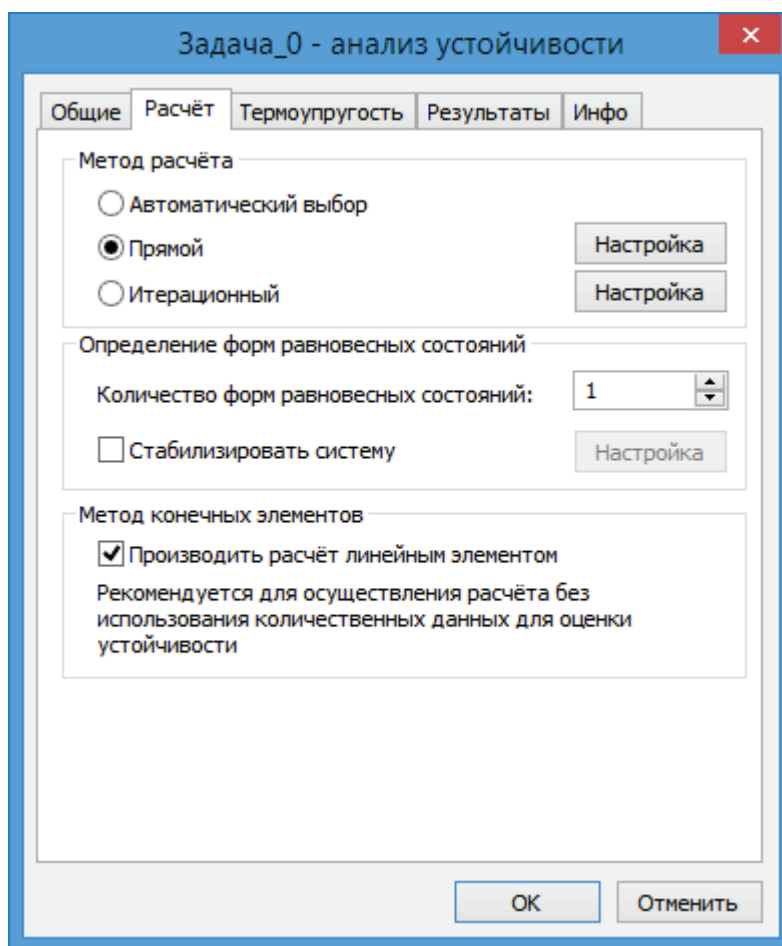 Задача_0 - анализ устойчивости
Общие Расчёт Термоупругость Результаты Инфо
Метод расчёта
Автоматический выбор
Прямой Настройка
Итерационный Настройка
Определение форм равновесных состояний
Количество форм равновесных состояний: 1
Стабилизировать систему Настройка
Метод конечных элементов
Производить расчёт линейным элементом
Рекомендуется для осуществления расчёта без
использования количественных данных для оценки
устойчивости
OK Отменить